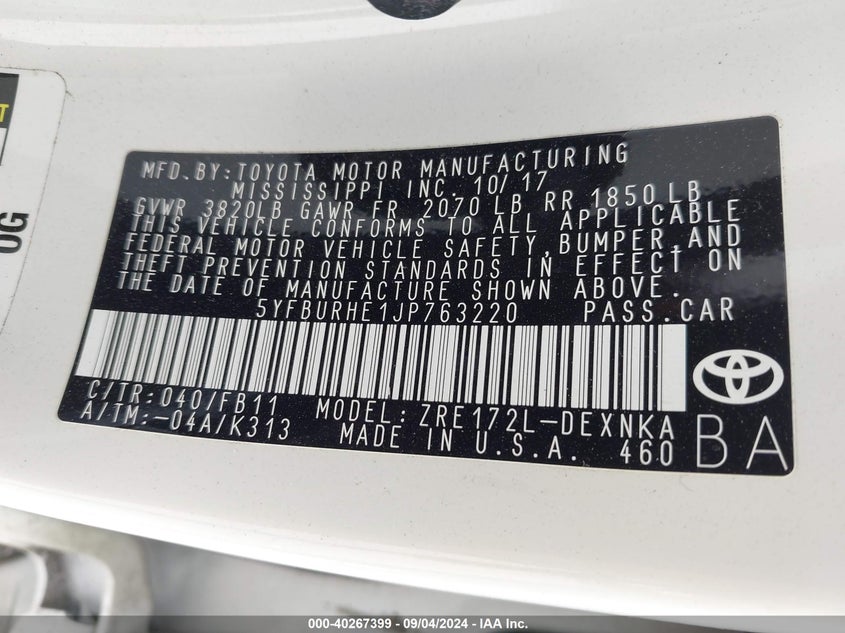 T
OG
MFD.BY:TOYOTA MOTOR MANUFACTURING
MISSISSIPPI INC. 10/17
GVWR 3820LB GAWR FR 2070 LB RR 1850LB
THIS VEHICLE CONFORMS TO ALL APPLICABLE
FEDERAL MOTOR VEHICLE SAFETY,BUMPER,AND
THEFT PREVENTION STANDARDS IN EFFECT ON
THE DATE OF MANUFACTURE SHOWN ABOVE.
5YFBURHE1JP763220 PASS.CAR
C/TR:040/FB11 MODEL:ZRE172L-DEXNKA
A/TM:-04A/K313 MADE IN U.S.A. 460
BA
000-40267399 - 09/04/2024 - IAA Inc.